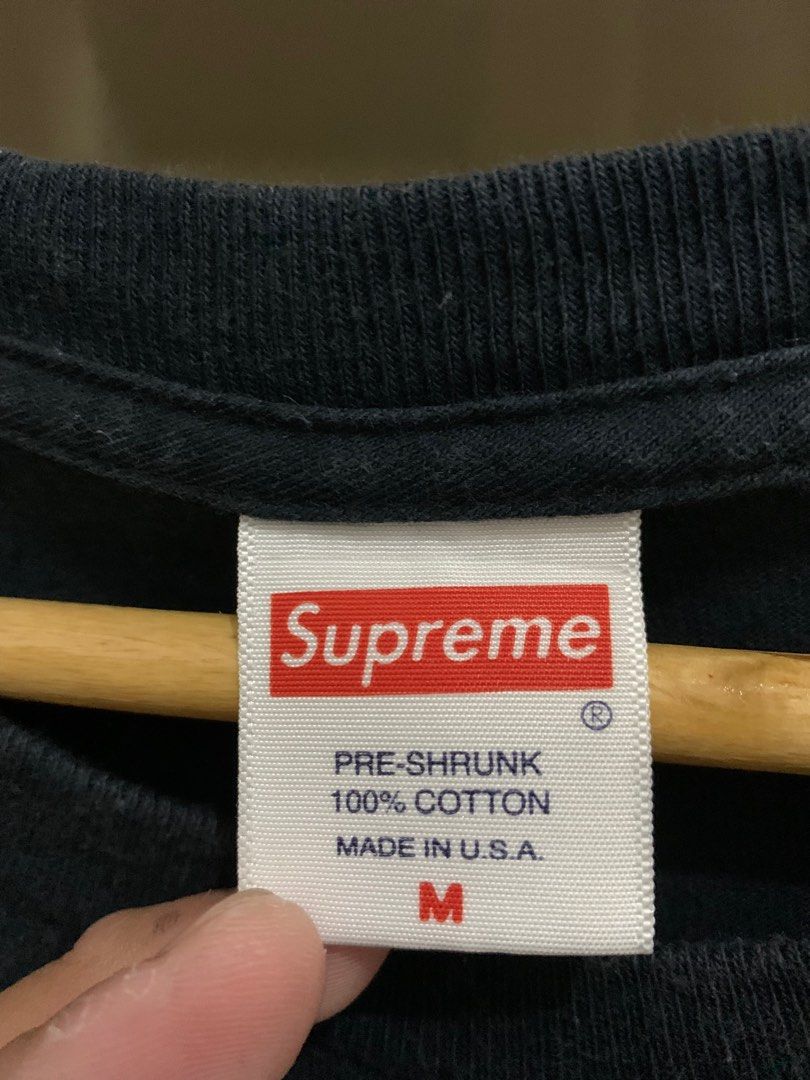 Supreme
®
PRE-SHRUNK
100% COTTON
MADE IN U.S.A.
M